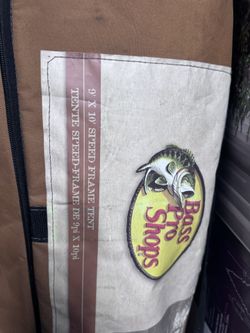 9' X 10' SPEED FRAME TENT
TENTE SPEED-FRAME DE 9pi X 10pi
Bass
Pro
Shops